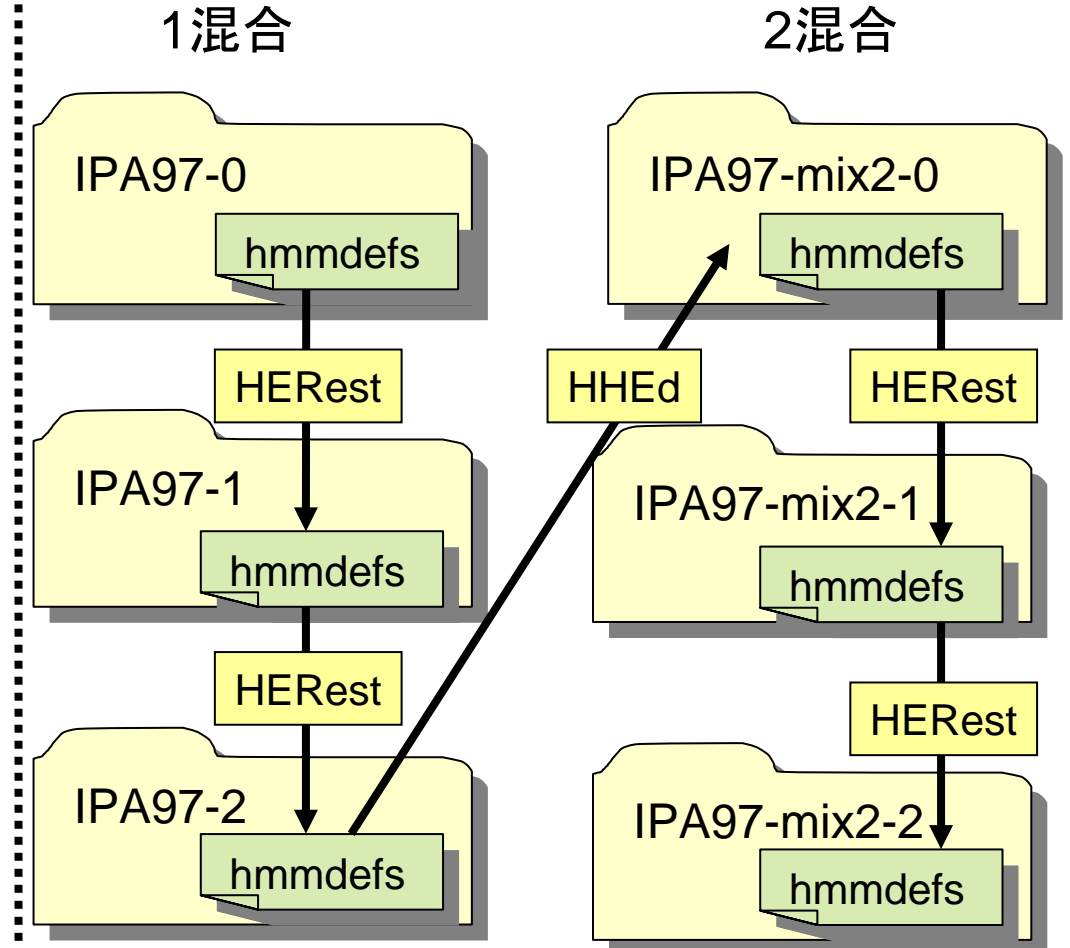 1混合
IPA97-0
hmmdefs
HERest
IPA97-1
hmmdefs
HERest
IPA97-2
hmmdefs
HHEd
2混合
IPA97-mix2-0
hmmdefs
HERest
IPA97-mix2-1
hmmdefs
HERest
IPA97-mix2-2
hmmdefs